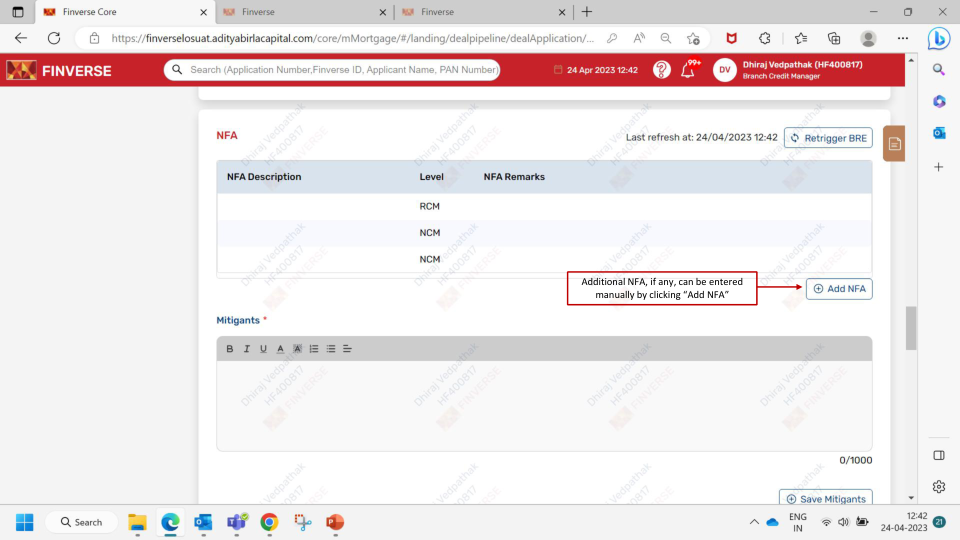 Finverse Core
Finverse
Finverse
https://finverselosuat.adityabirlacapital.com/core/mMortgage/#/landing/dealpipeline/dealApplication/...
FINVERSE
Search (Application Number,Finverse ID, Applicant Name, PAN Number)
24 Apr 2023 12:42
99+
DV
Dhiraj Vedpathak (HF400817)
Branch Credit Manager
NFA
Last refresh at: 24/04/2023 12:42
Retrigger BRE
NFA Description Level NFA Remarks
RCM
NCM
NCM
Additional NFA, if any, can be entered
manually by clicking “Add NFA”
Add NFA
Mitigants *
B I U A A
0/1000
Save Mitigants
Dhiraj Vedpathak
HF400817
FINVERSE
Search
ENG
IN
12:42
24-04-2023
21